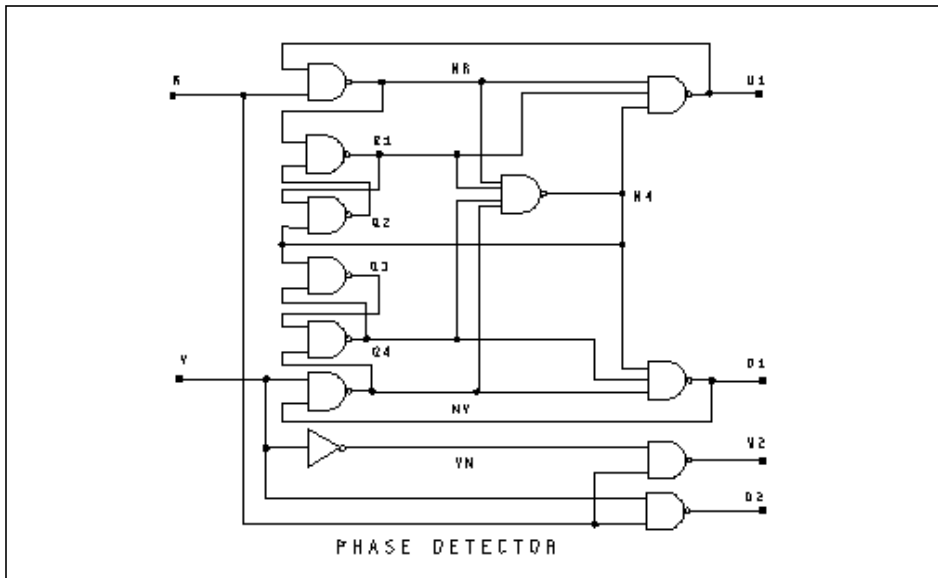 NR
R
U1
Q1
N4
Q2
Q3
Q4
V
D1
NV
U2
VN
D2
PHASE DETECTOR